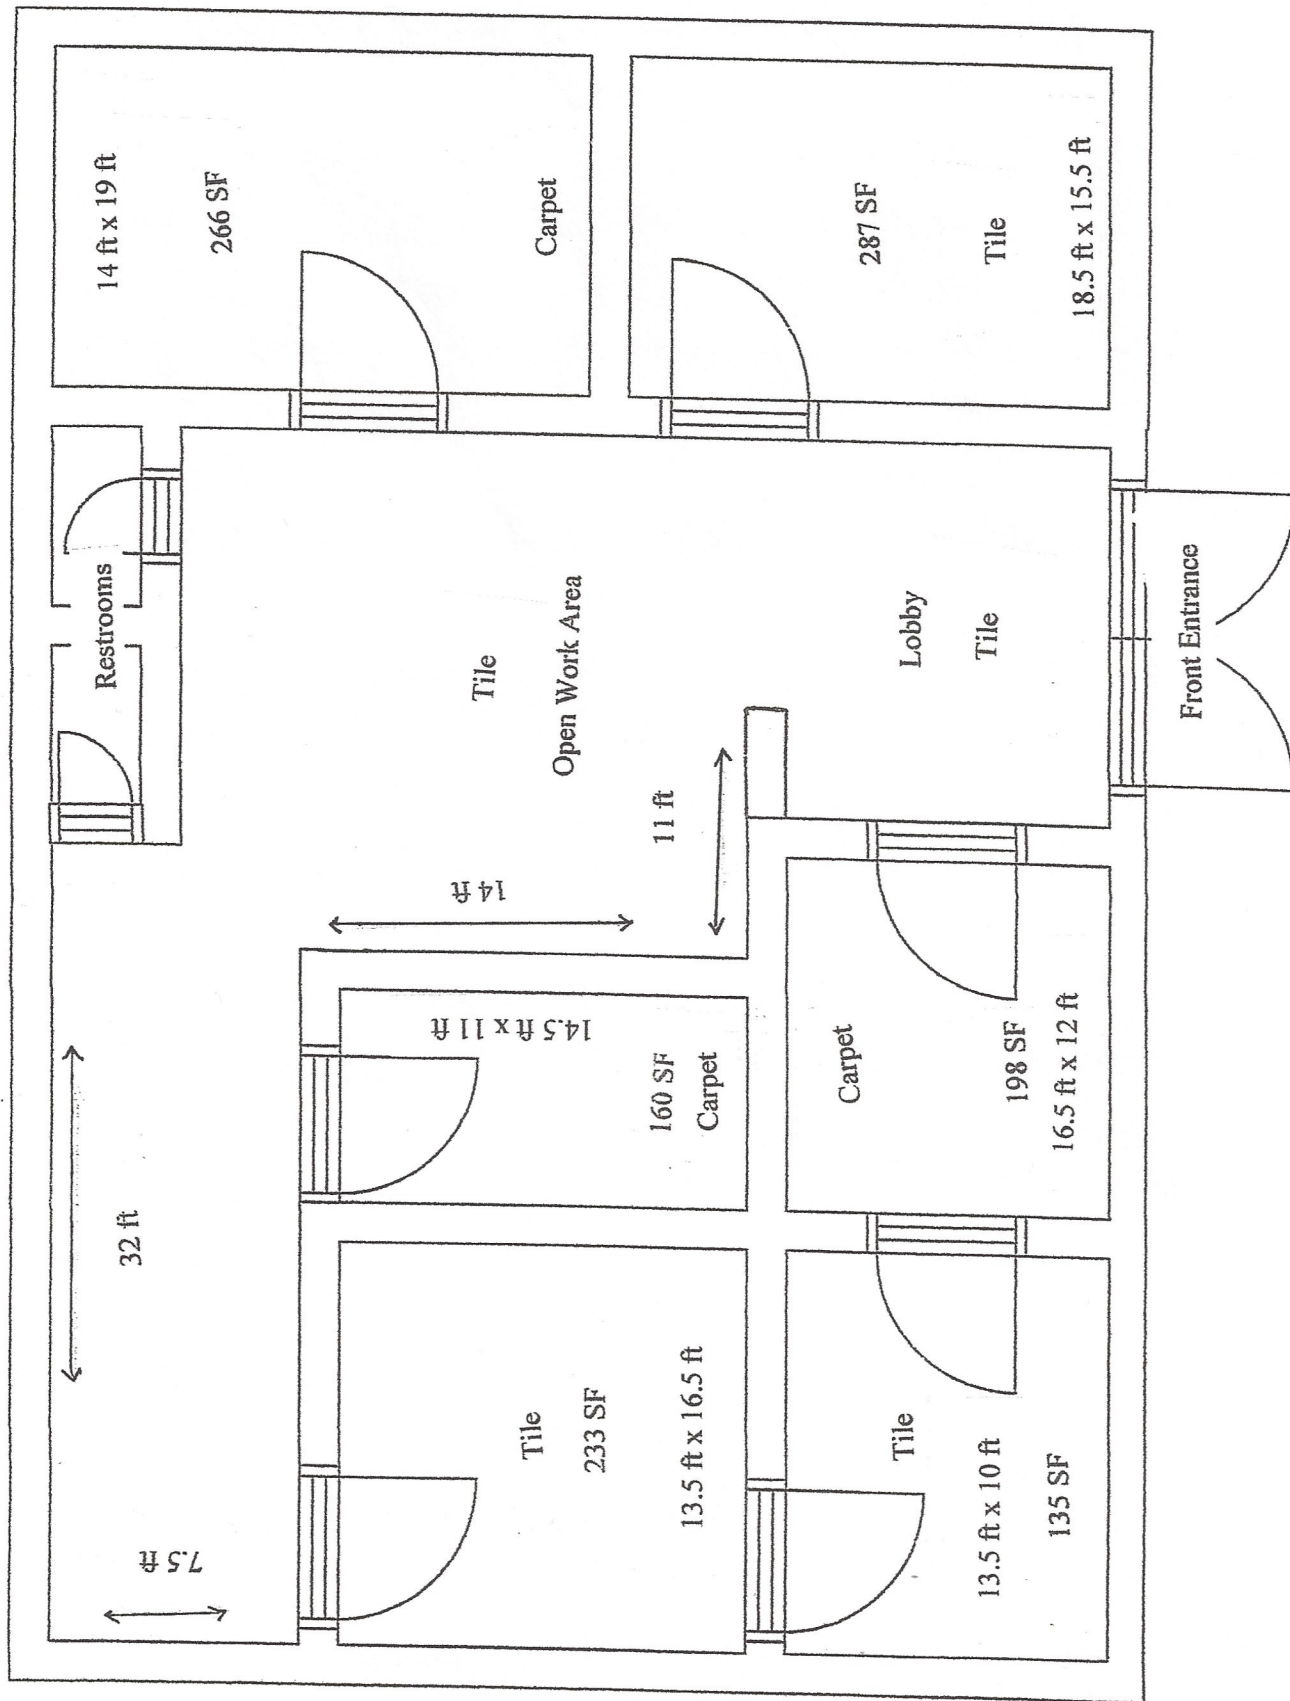 14 ft x 19 ft
266 SF
Carpet
287 SF
Tile
18.5 ft x 15.5 ft
Restrooms
Tile
Open Work Area
Lobby
Tile
Front Entrance
11 ft
14 ft
32 ft
7.5 ft
14.5 ft x 11 ft
160 SF
Carpet
Carpet
198 SF
16.5 ft x 12 ft
Tile
233 SF
13.5 ft x 16.5 ft
Tile
13.5 ft x 10 ft
135 SF